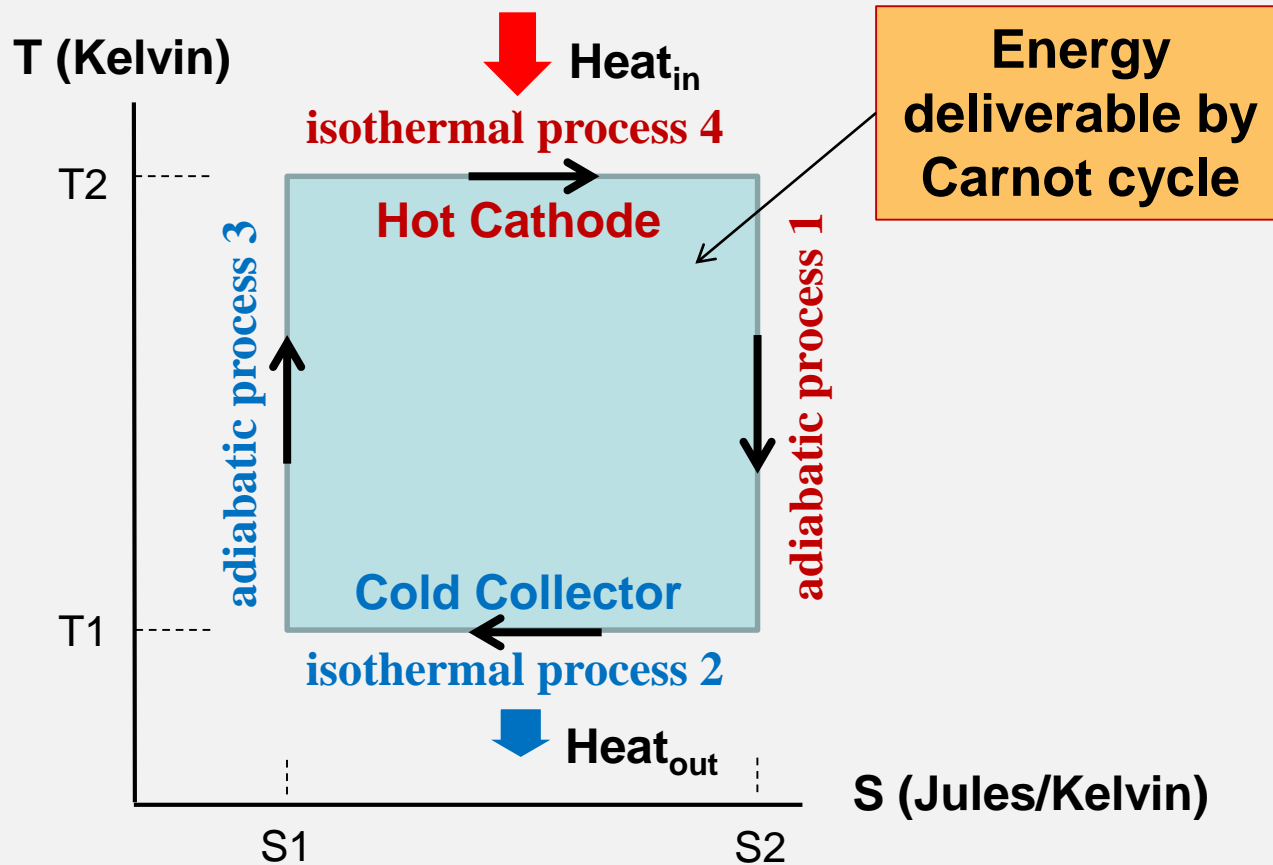 T (Kelvin)
Heatin
Energy
deliverable by
Carnot cycle
isothermal process 4
T2
Hot Cathode
adiabatic process 3
adiabatic process 1
Cold Collector
T1
isothermal process 2
Heatout
S (Jules/Kelvin)
S1
S2